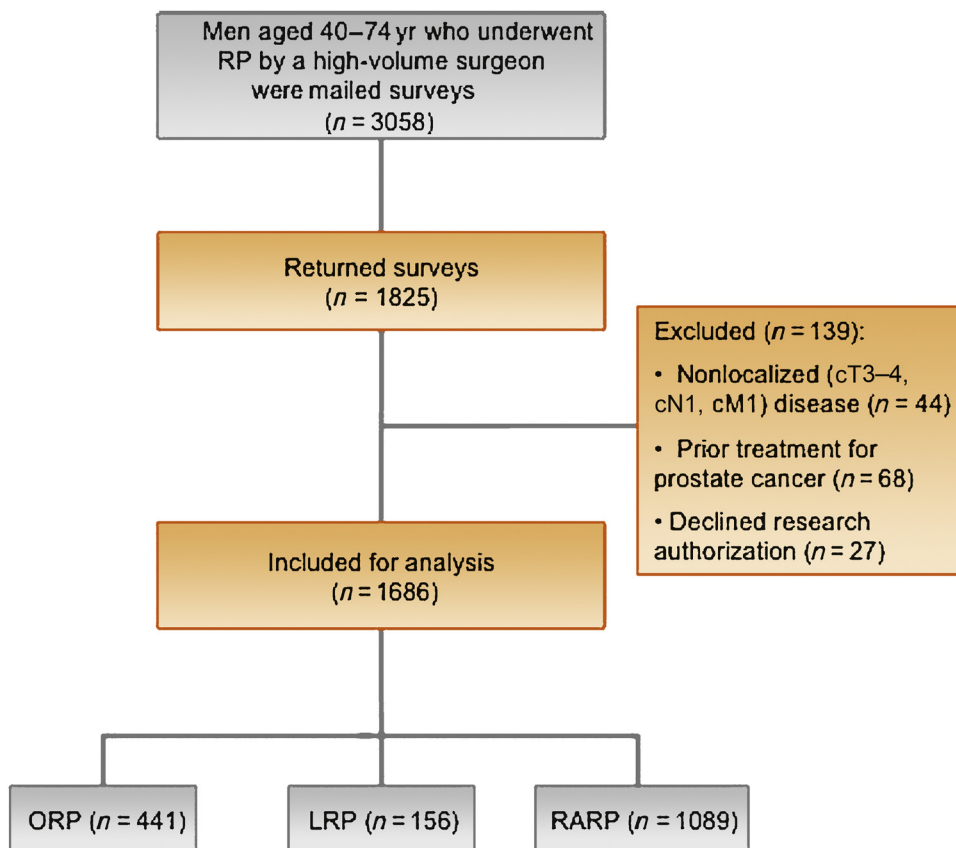 Men aged 40–74 yr who underwent
RP by a high-volume surgeon
were mailed surveys
(n = 3058)
Returned surveys
(n = 1825)
Excluded (n = 139):
• Nonlocalized (cT3–4,
cN1, cM1) disease (n = 44)
• Prior treatment for
prostate cancer (n = 68)
• Declined research
authorization (n = 27)
Included for analysis
(n = 1686)
ORP (n = 441)
LRP (n = 156)
RARP (n = 1089)